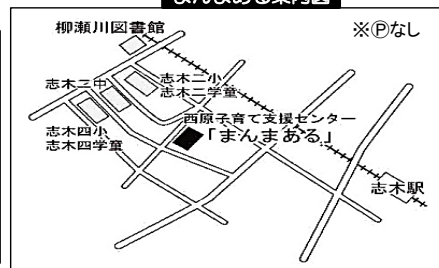 まんまある案内図
柳瀬川図書館
※Ⓟなし
志木二小
志木二学童
志木二中
西原子育て支援センター
「まんまある」
志木四小
志木四学童
志木駅